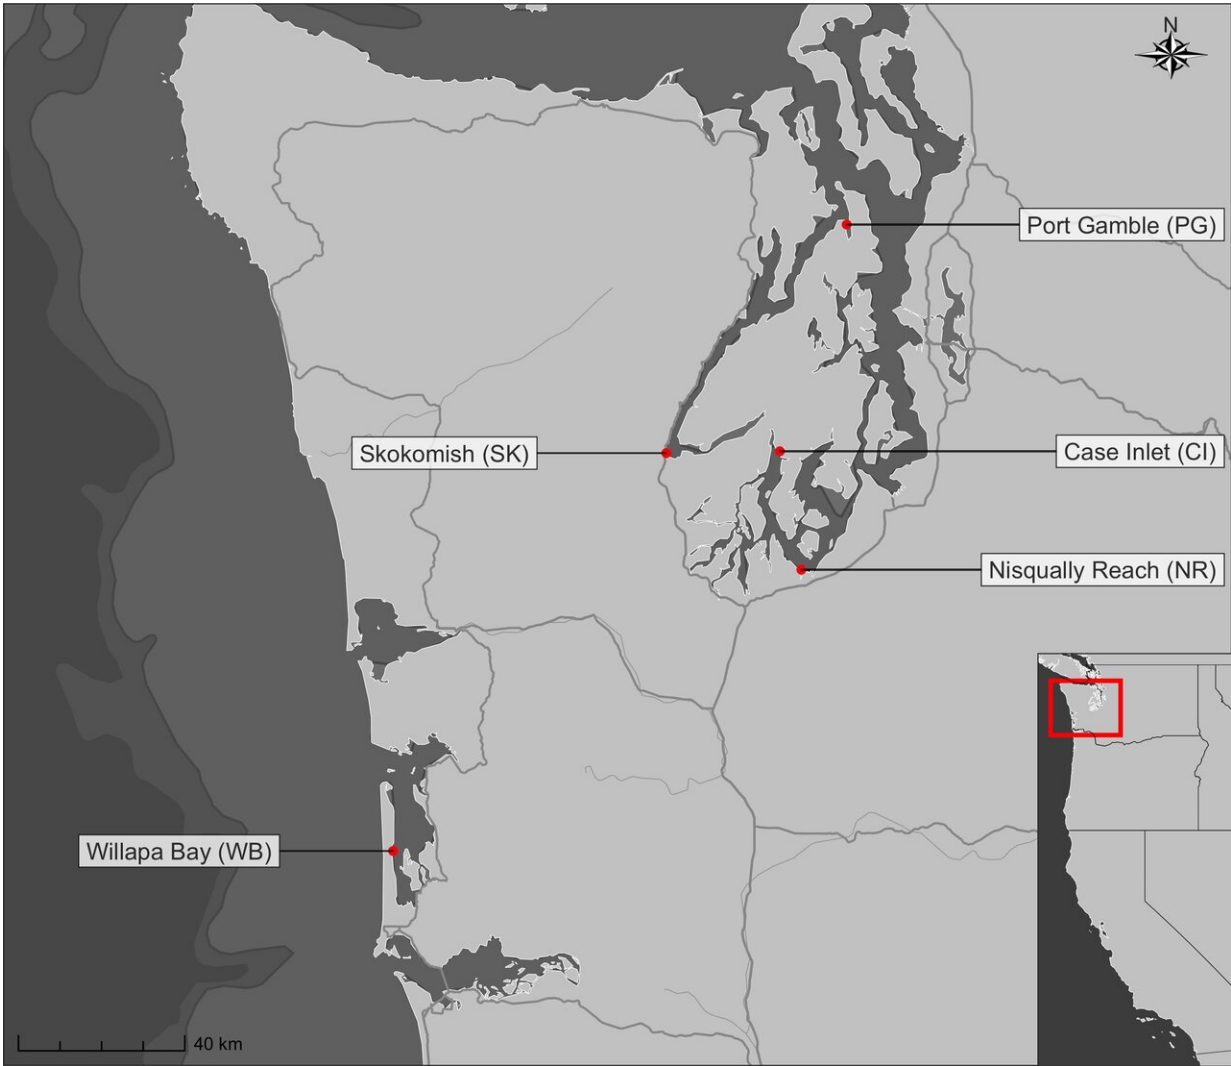 N
Port Gamble (PG)
Skokomish (SK)
Case Inlet (CI)
Nisqually Reach (NR)
Willapa Bay (WB)
40 km